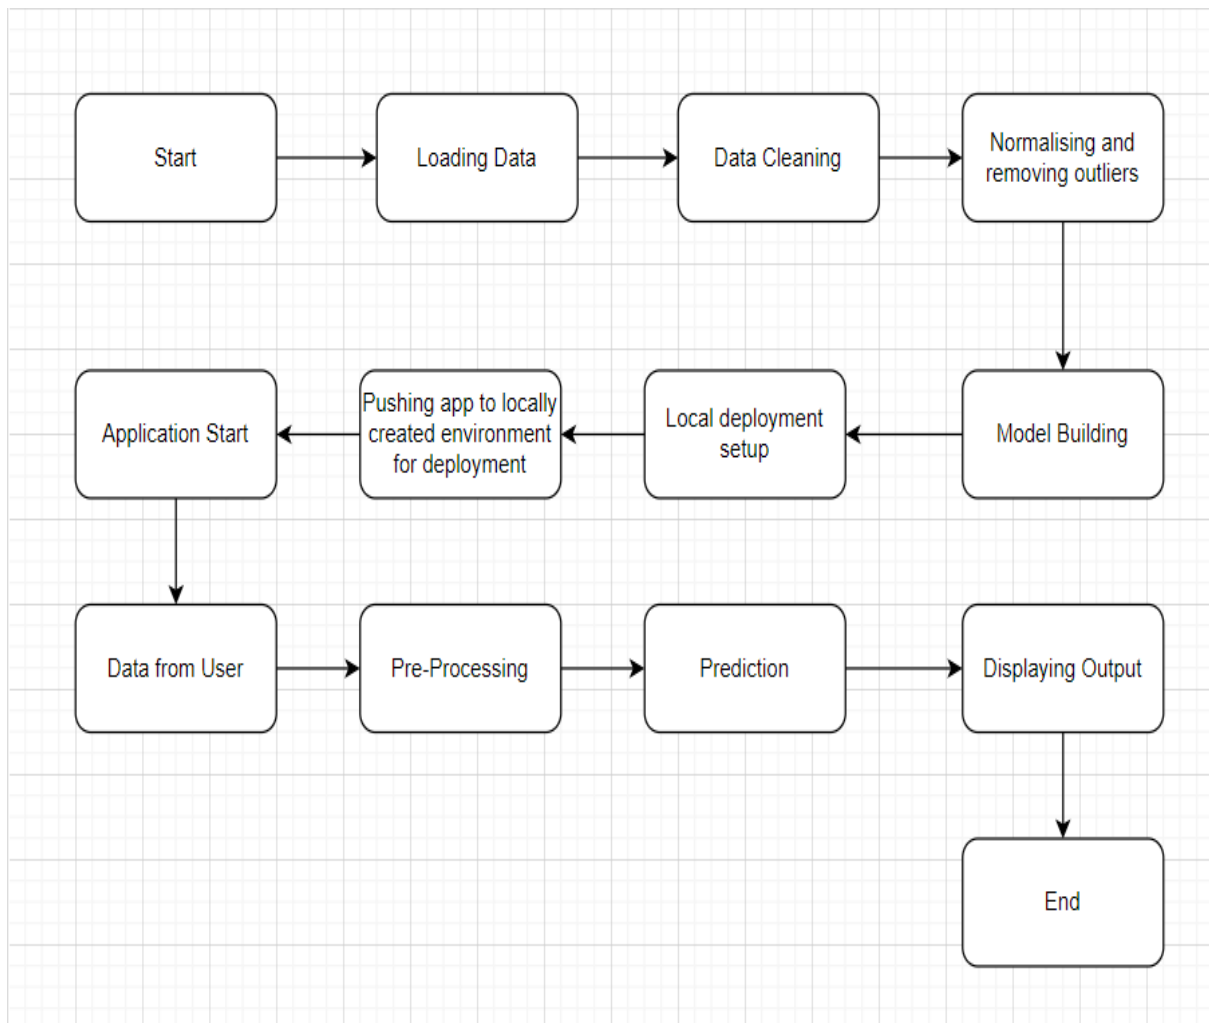 Start
Loading Data
Data Cleaning
Normalising and
removing outliers
Application Start
Pushing app to locally
created environment
for deployment
Local deployment
setup
Model Building
Data from User
Pre-Processing
Prediction
Displaying Output
End